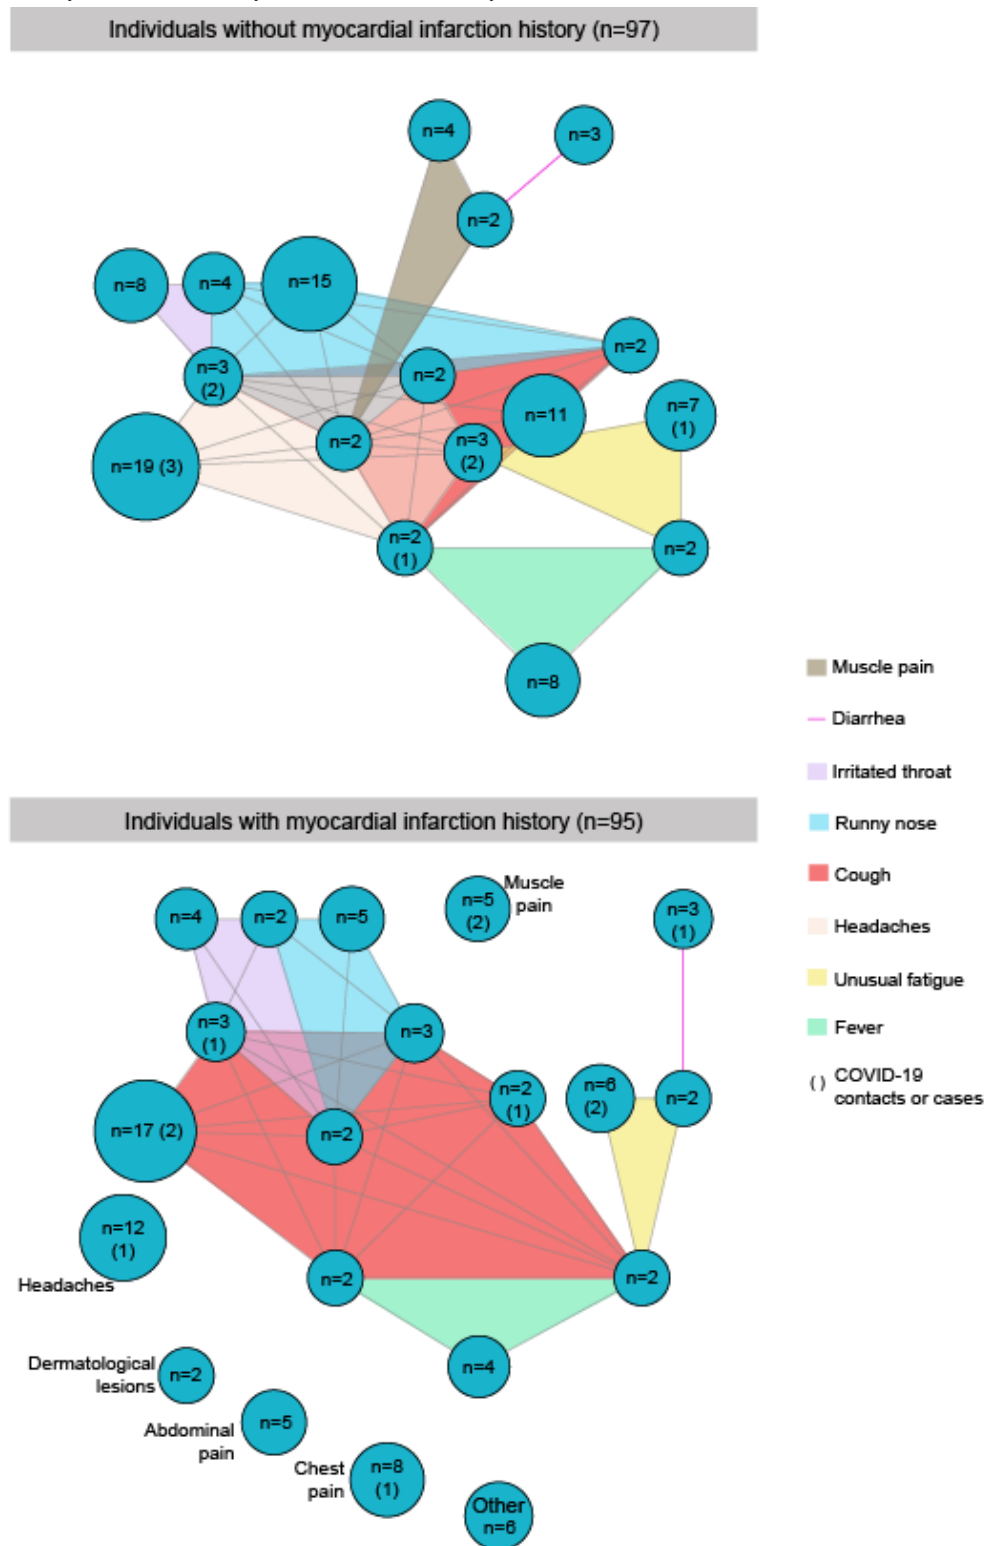 Individuals without myocardial infarction history (n=97)
n=4
n=3
n=2
n=8
n=4
n=15
n=2
n=3
(2)
n=2
n=11
n=7
(1)
n=2
n=3
(2)
n=19 (3)
n=2
(1)
n=2
n=8
Muscle pain
Diarrhea
Irritated throat
Runny nose
Cough
Headaches
Unusual fatigue
Fever
( ) COVID-19
contacts or cases
Individuals with myocardial infarction history (n=95)
n=4
n=2
n=5
n=5
(2)
Muscle
pain
n=3
(1)
n=3
(1)
n=3
n=2
(1)
n=6
(2)
n=2
n=17 (2)
n=2
n=12
(1)
Headaches
n=2
n=2
n=4
Dermatological
lesions
n=2
Abdominal
pain
n=5
Chest
pain
n=8
(1)
Other
n=6